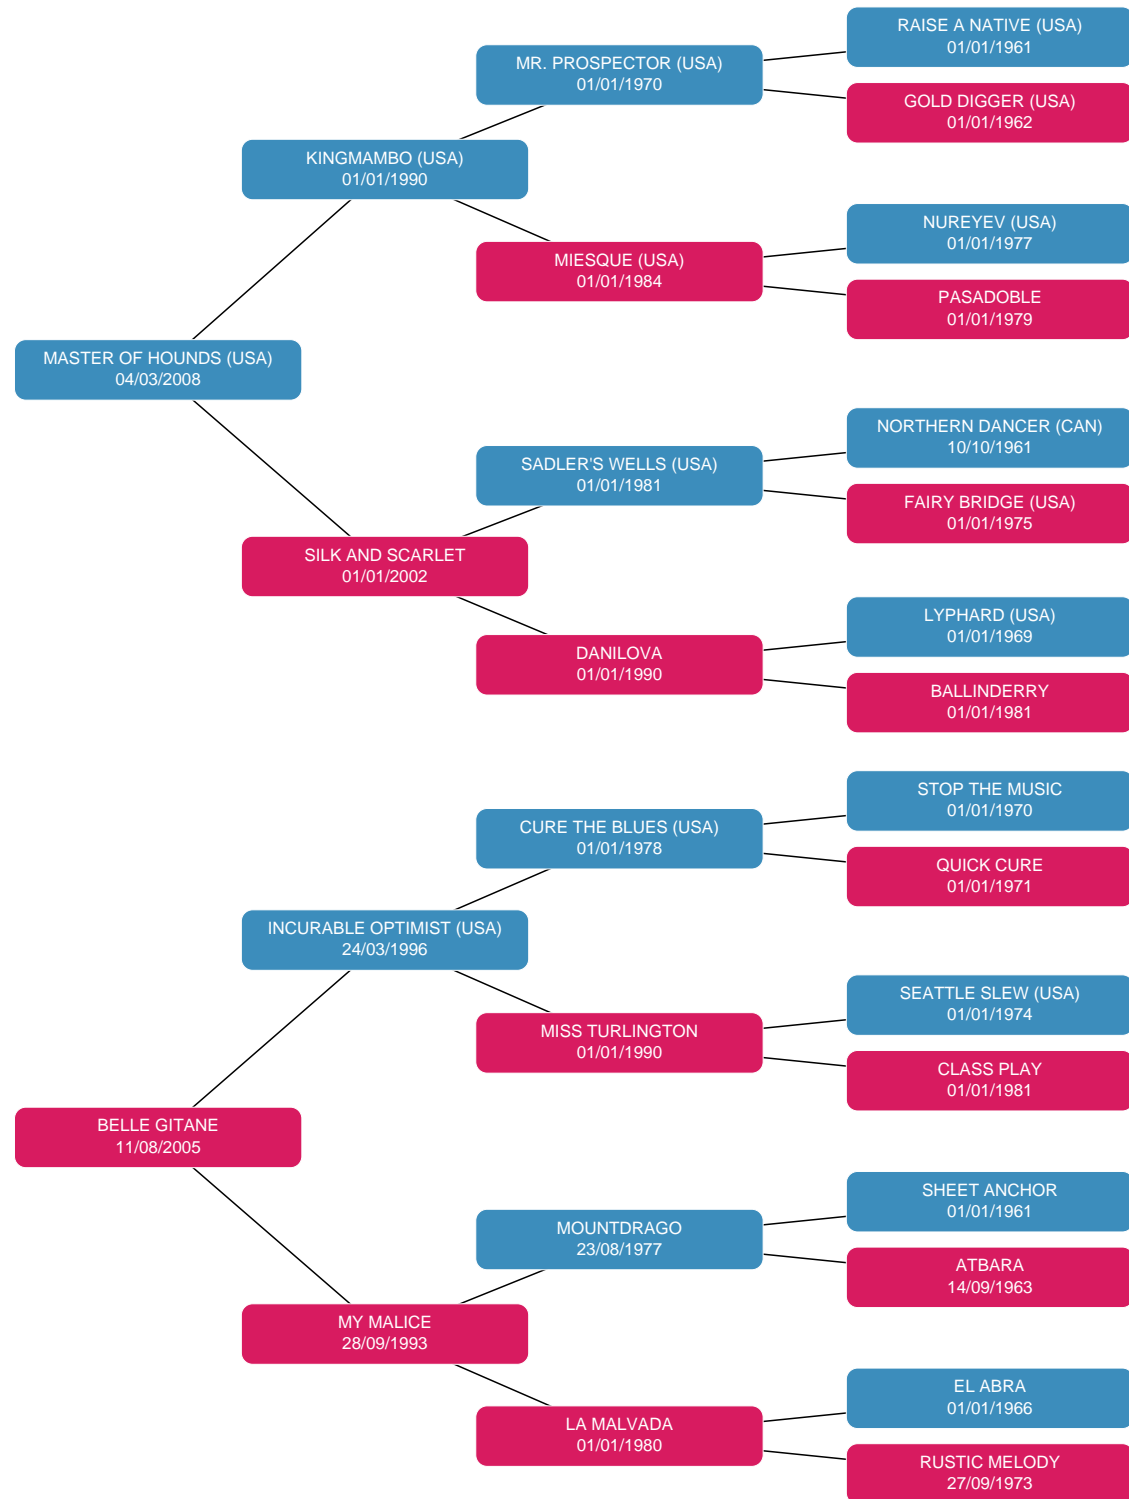 RAISE A NATIVE (USA)
01/01/1961
MR. PROSPECTOR (USA)
01/01/1970
GOLD DIGGER (USA)
01/01/1962
KINGMAMBO (USA)
01/01/1990
NUREYEV (USA)
01/01/1977
MIESQUE (USA)
01/01/1984
PASADOBLE
01/01/1979
MASTER OF HOUNDS (USA)
04/03/2008
NORTHERN DANCER (CAN)
10/10/1961
SADLER'S WELLS (USA)
01/01/1981
FAIRY BRIDGE (USA)
01/01/1975
SILK AND SCARLET
01/01/2002
LYPHARD (USA)
01/01/1969
DANILOVA
01/01/1990
BALLINDERRY
01/01/1981
STOP THE MUSIC
01/01/1970
CURE THE BLUES (USA)
01/01/1978
QUICK CURE
01/01/1971
INCURABLE OPTIMIST (USA)
24/03/1996
SEATTLE SLEW (USA)
01/01/1974
MISS TURLINGTON
01/01/1990
CLASS PLAY
01/01/1981
BELLE GITANE
11/08/2005
SHEET ANCHOR
01/01/1961
MOUNTDRAGO
23/08/1977
ATBARA
14/09/1963
MY MALICE
28/09/1993
EL ABRA
01/01/1966
LA MALVADA
01/01/1980
RUSTIC MELODY
27/09/1973